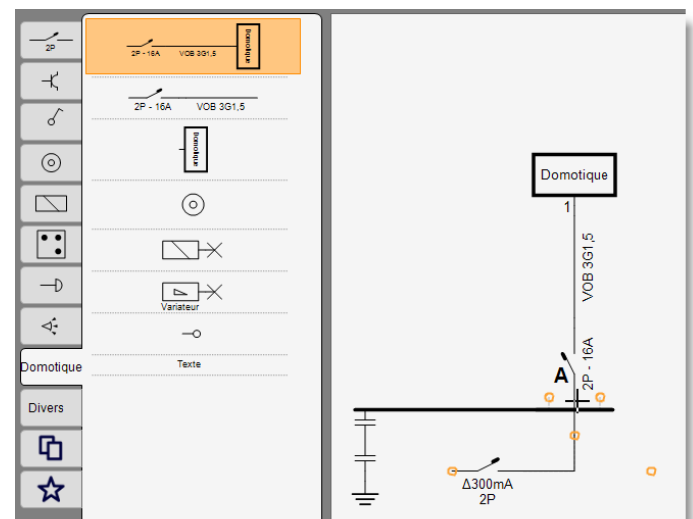 2P
Domotique
Divers
2P - 16A VOB 3G1,5
Domotique
2P - 16A VOB 3G1,5
Domotique
Variateur
Texte
Domotique
1
VOB 3G1,5
2P - 16A
A
Δ300mA
2P